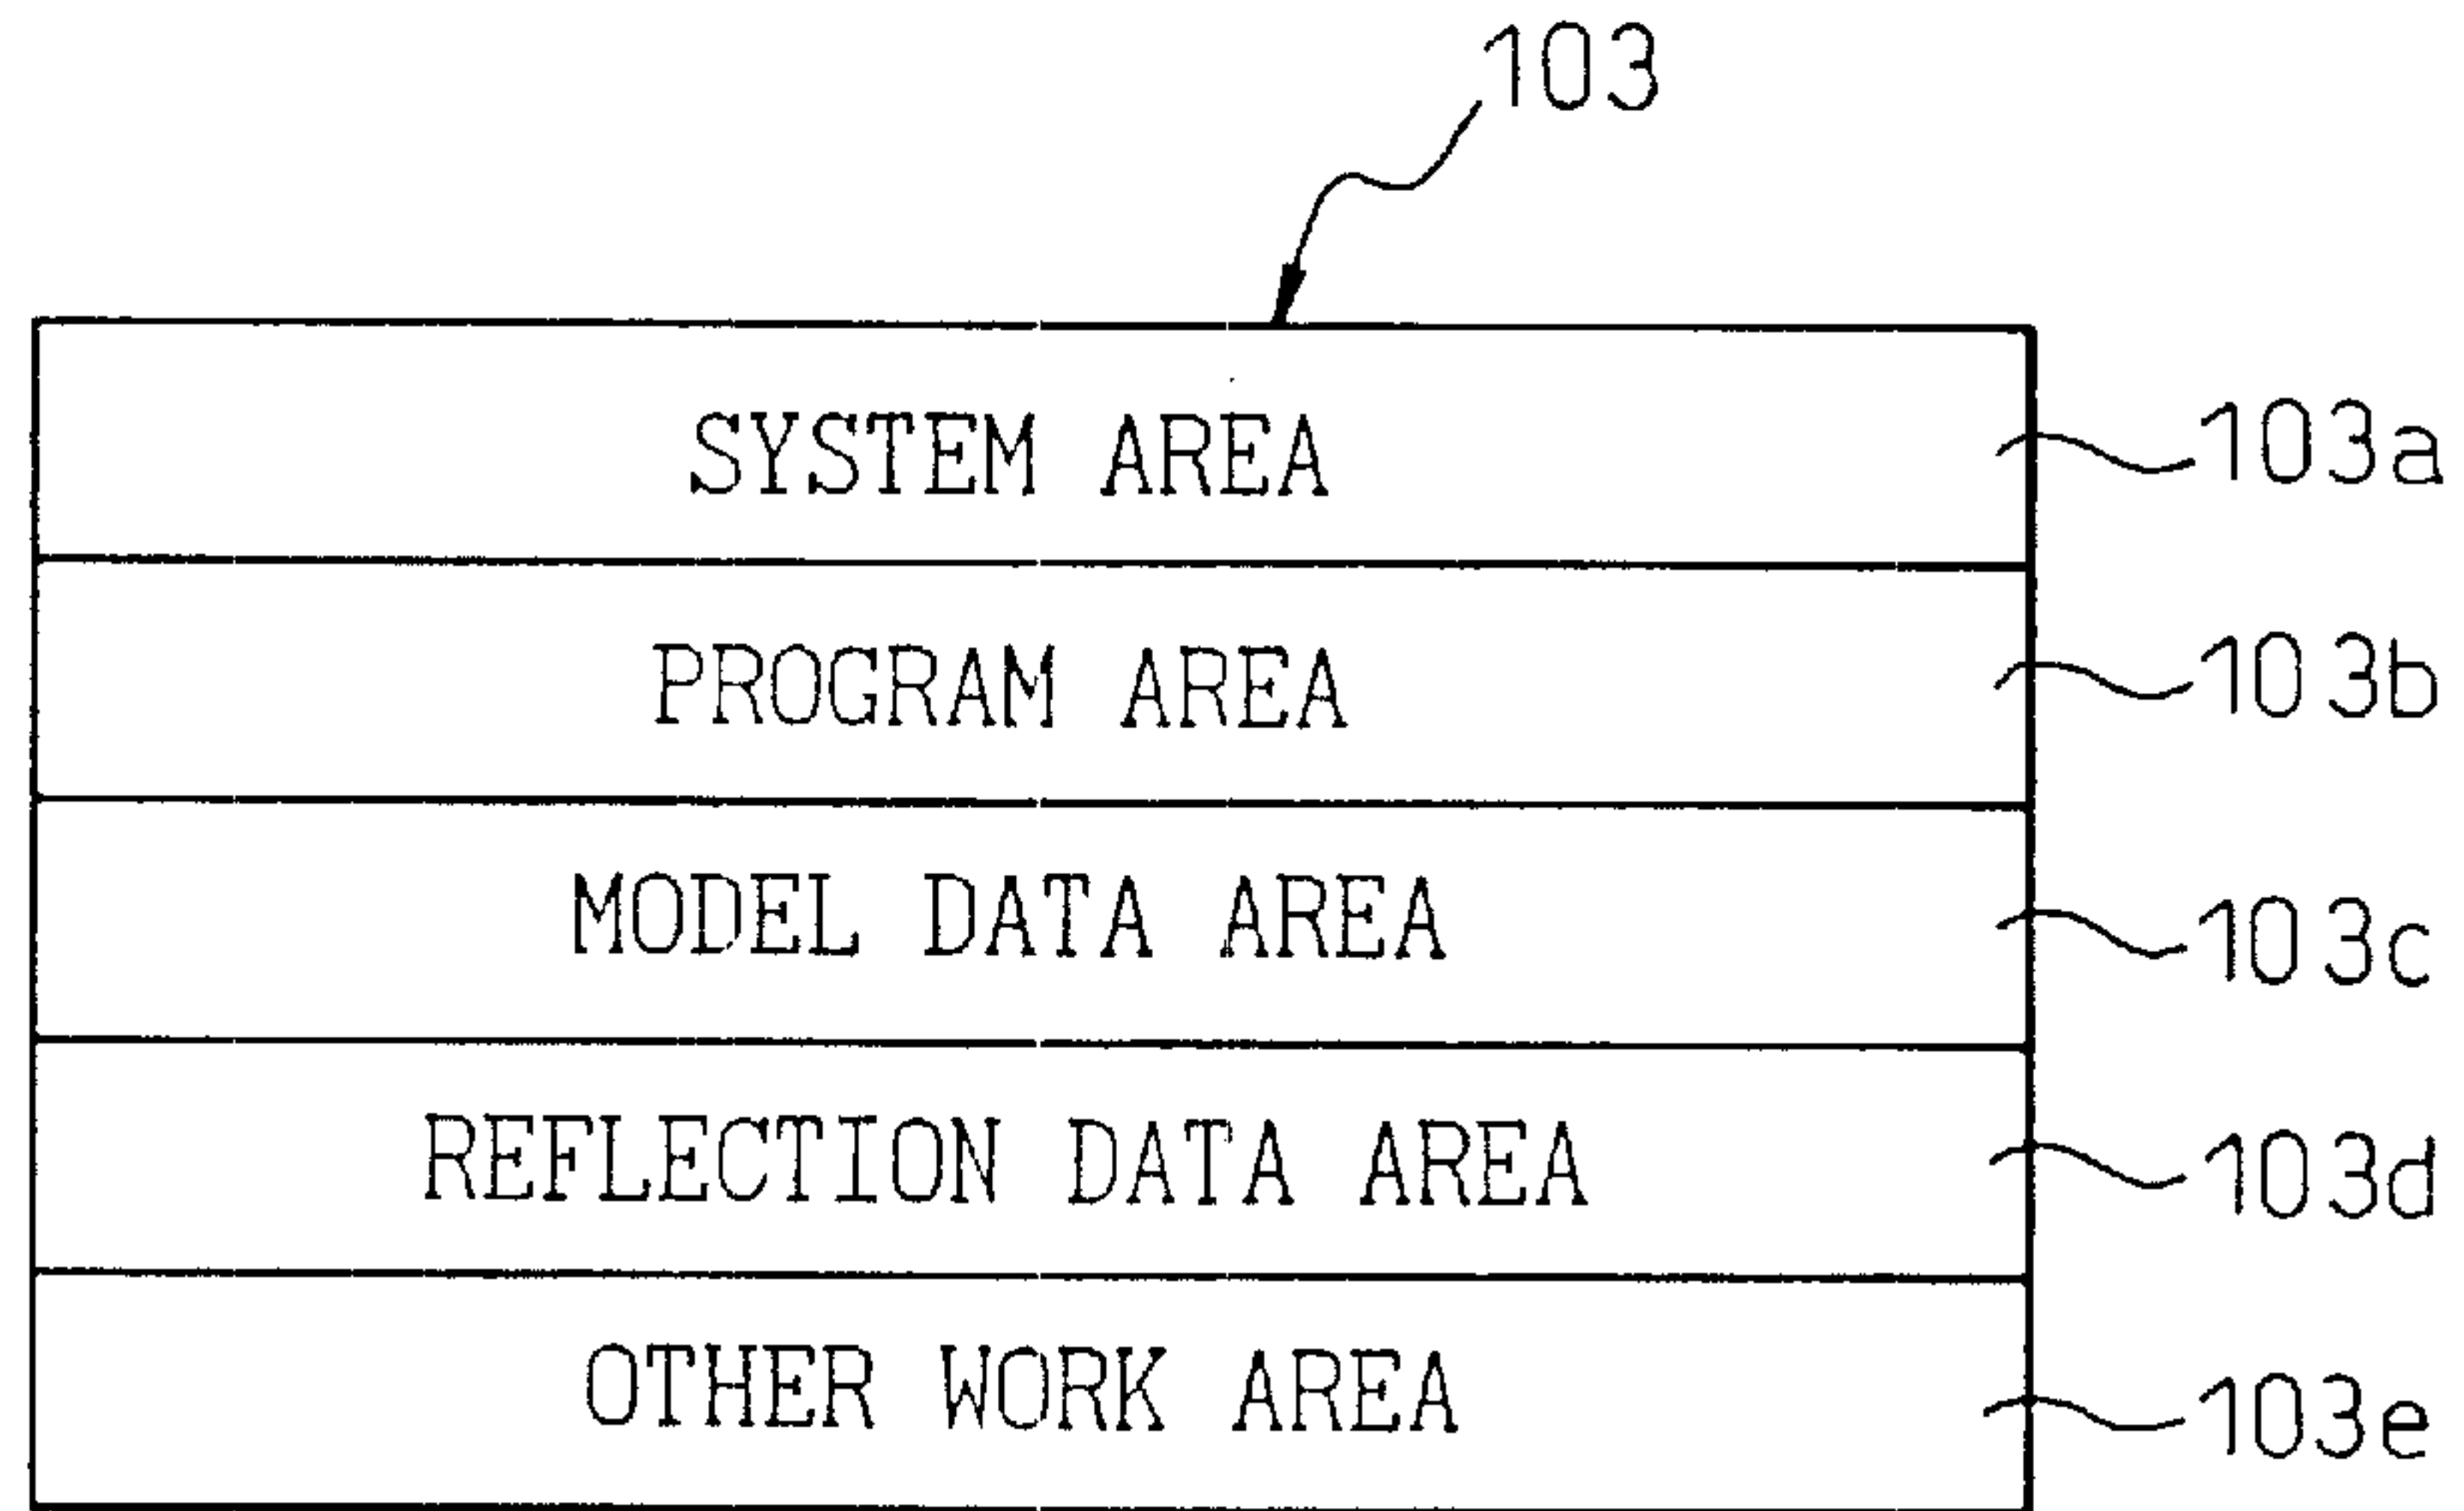 103
SYSTEM AREA 103a
PROGRAM AREA 103b
MODEL DATA AREA 103c
REFLECTION DATA AREA 103d
OTHER WORK AREA 103e